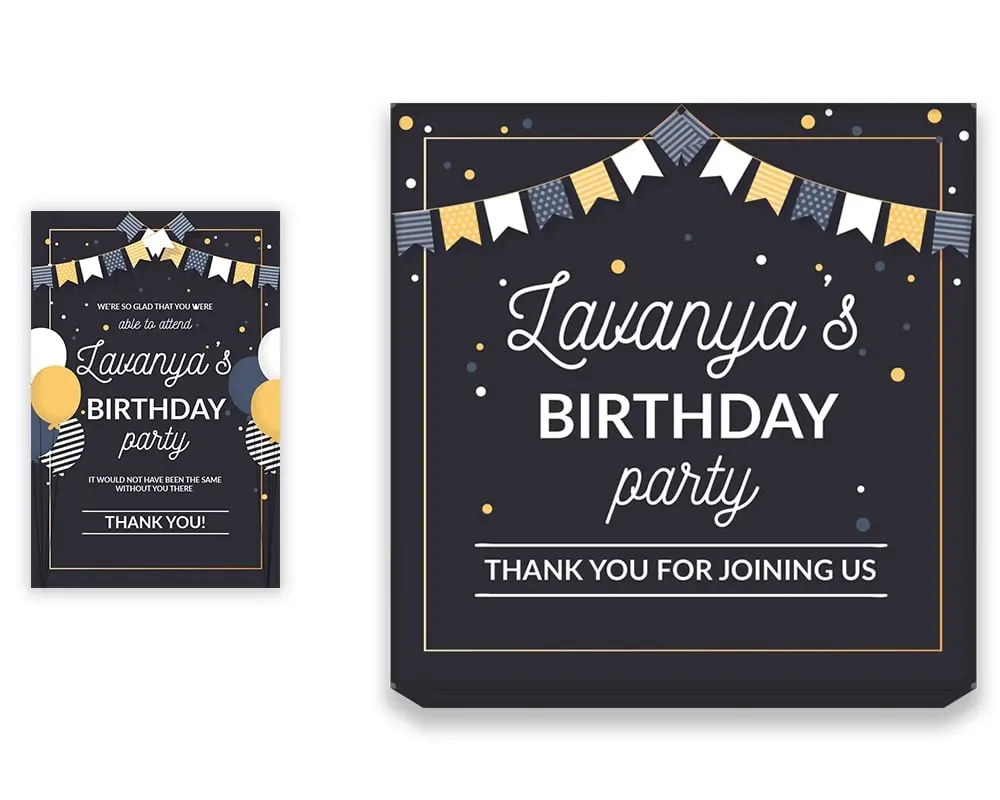 WE'RE SO GLAD THAT YOU WERE
able to attend
Lavanya's
BIRTHDAY
party
IT WOULD NOT HAVE BEEN THE SAME
WITHOUT YOU THERE
THANK YOU!
Lavanya's
BIRTHDAY
party
THANK YOU FOR JOINING US